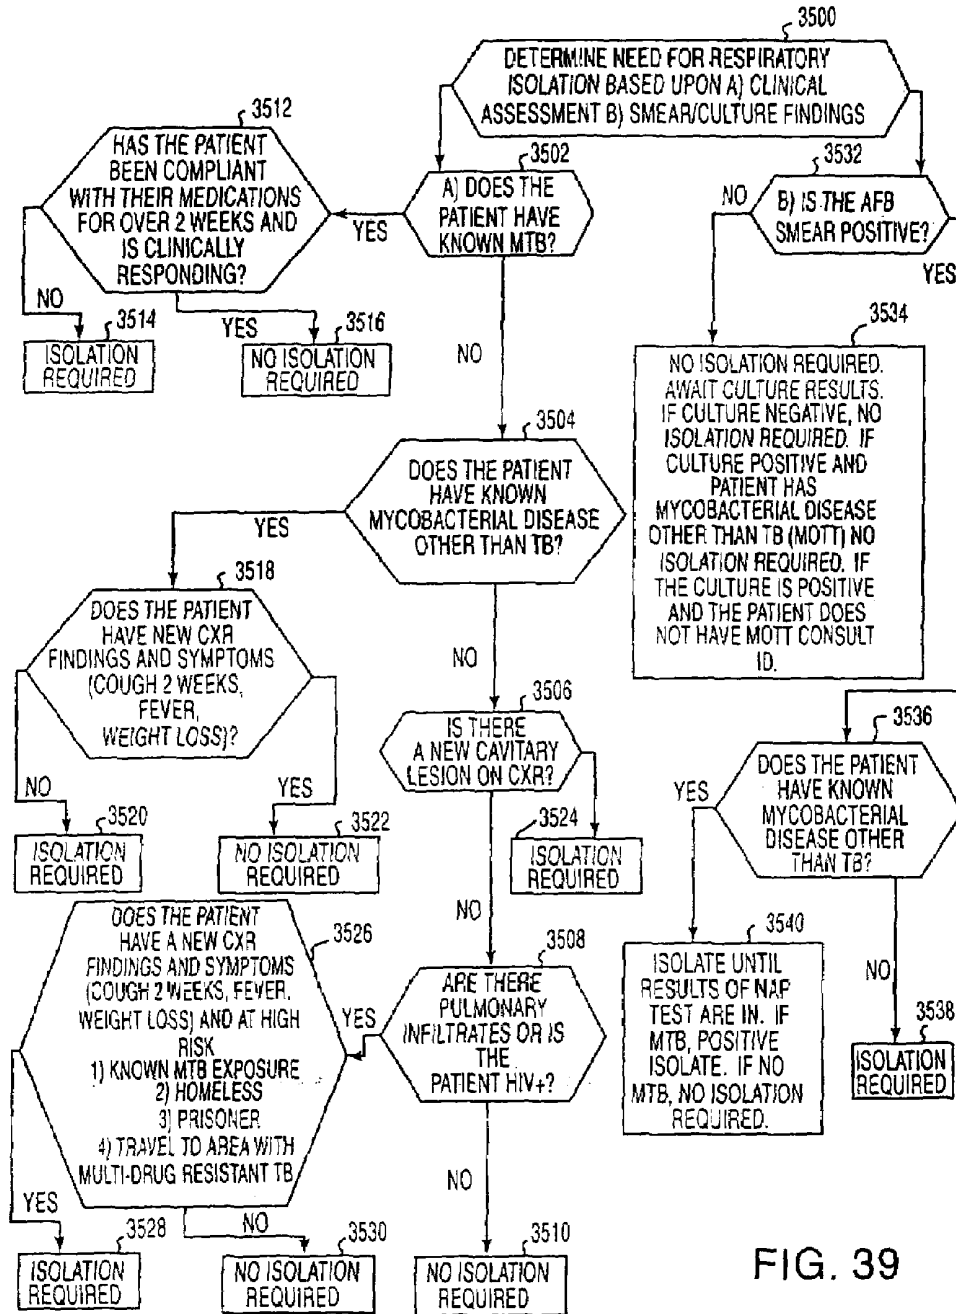 3500
DETERMINE NEED FOR RESPIRATORY
ISOLATION BASED UPON A) CLINICAL
ASSESSMENT B) SMEAR/CULTURE FINDINGS
3512
HAS THE PATIENT
BEEN COMPLIANT
WITH THEIR MEDICATIONS
FOR OVER 2 WEEKS AND
IS CLINICALLY
RESPONDING?
3502
A) DOES THE
PATIENT HAVE
KNOWN MTB?
YES
3532
B) IS THE AFB
SMEAR POSITIVE?
NO
YES
NO
3514
ISOLATION
REQUIRED
YES
3516
NO ISOLATION
REQUIRED
NO
3534
NO ISOLATION REQUIRED.
AWAIT CULTURE RESULTS.
IF CULTURE NEGATIVE, NO
ISOLATION REQUIRED. IF
CULTURE POSITIVE AND
PATIENT HAS
MYCOBACTERIAL DISEASE
OTHER THAN TB (MOTT) NO
ISOLATION REQUIRED. IF
THE CULTURE IS POSITIVE
AND THE PATIENT DOES
NOT HAVE MOTT CONSULT
ID.
3504
DOES THE PATIENT
HAVE KNOWN
MYCOBACTERIAL DISEASE
OTHER THAN TB?
YES
3518
DOES THE PATIENT
HAVE NEW CXR
FINDINGS AND SYMPTOMS
(COUGH 2 WEEKS,
FEVER,
WEIGHT LOSS)?
NO
3506
IS THERE
A NEW CAVITARY
LESION ON CXR?
3536
DOES THE PATIENT
HAVE KNOWN
MYCOBACTERIAL
DISEASE OTHER
THAN TB?
YES
NO
3520
ISOLATION
REQUIRED
YES
3522
NO ISOLATION
REQUIRED
3524
ISOLATION
REQUIRED
NO
3526
DOES THE PATIENT
HAVE A NEW CXR
FINDINGS AND SYMPTOMS
(COUGH 2 WEEKS, FEVER,
WEIGHT LOSS) AND AT HIGH
RISK
1) KNOWN MTB EXPOSURE
2) HOMELESS
3) PRISONER
4) TRAVEL TO AREA WITH
MULTI-DRUG RESISTANT TB
YES
3508
ARE THERE
PULMONARY
INFILTRATES OR IS
THE
PATIENT HIV+?
3540
ISOLATE UNTIL
RESULTS OF NAP
TEST ARE IN. IF
MTB, POSITIVE
ISOLATE. IF NO
MTB, NO ISOLATION
REQUIRED.
NO
3538
ISOLATION
REQUIRED
YES
3528
ISOLATION
REQUIRED
NO
3530
NO ISOLATION
REQUIRED
NO
3510
NO ISOLATION
REQUIRED
FIG. 39